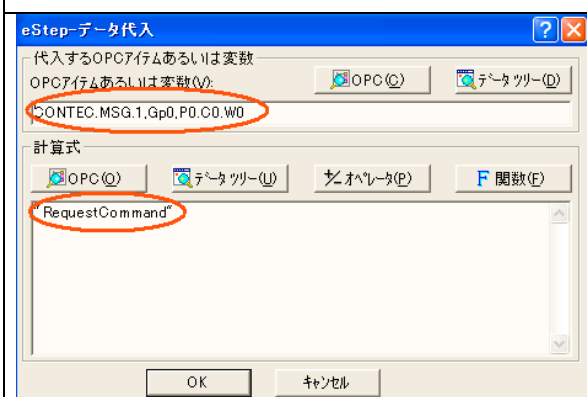 eStep-データ代入
代入するOPCアイテムあるいは変数
OPCアイテムあるいは変数(V):
OPC(C)
データツリー(D)
CONTEC.MSG.1,Gp0,P0.C0.W0
計算式
OPC(O)
データツリー(U)
オペレータ(P)
F 関数(F)
"RequestCommand"
OK
キャンセル